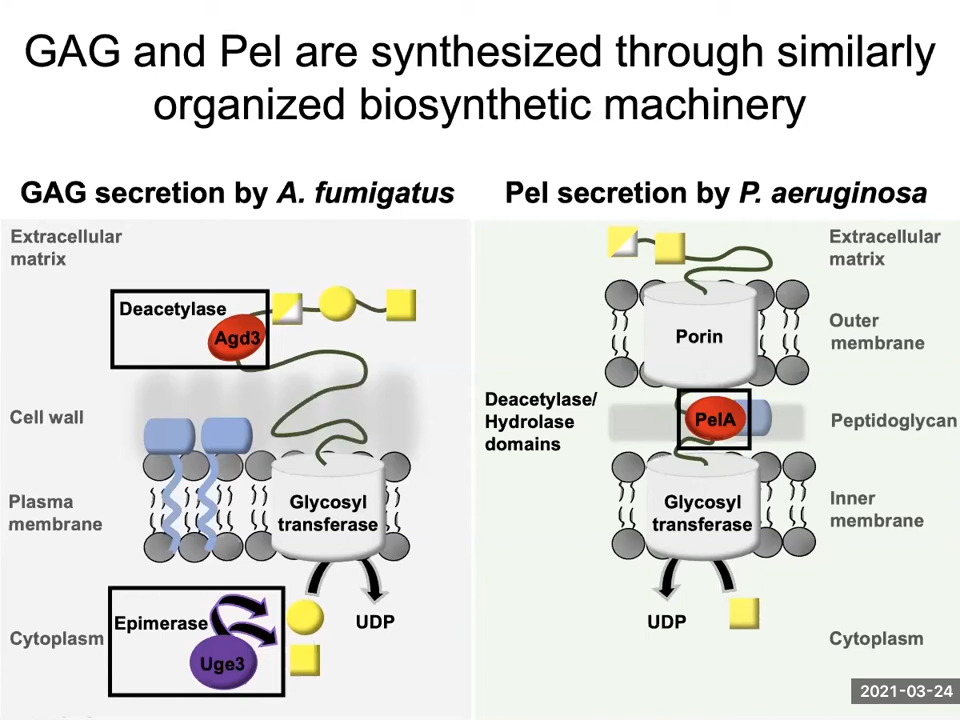 GAG and Pel are synthesized through similarly
organized biosynthetic machinery
GAG secretion by A. fumigatus
Extracellular
matrix
Deacetylase
Agd3
Cell wall
Plasma
membrane
Glycosyl
transferase
Epimerase
Uge3
UDP
Cytoplasm
Pel secretion by P. aeruginosa
Extracellular
matrix
Porin
Outer
membrane
Deacetylase/
Hydrolase
domains
PelA
Peptidoglycan
Glycosyl
transferase
Inner
membrane
UDP
Cytoplasm
2021-03-24